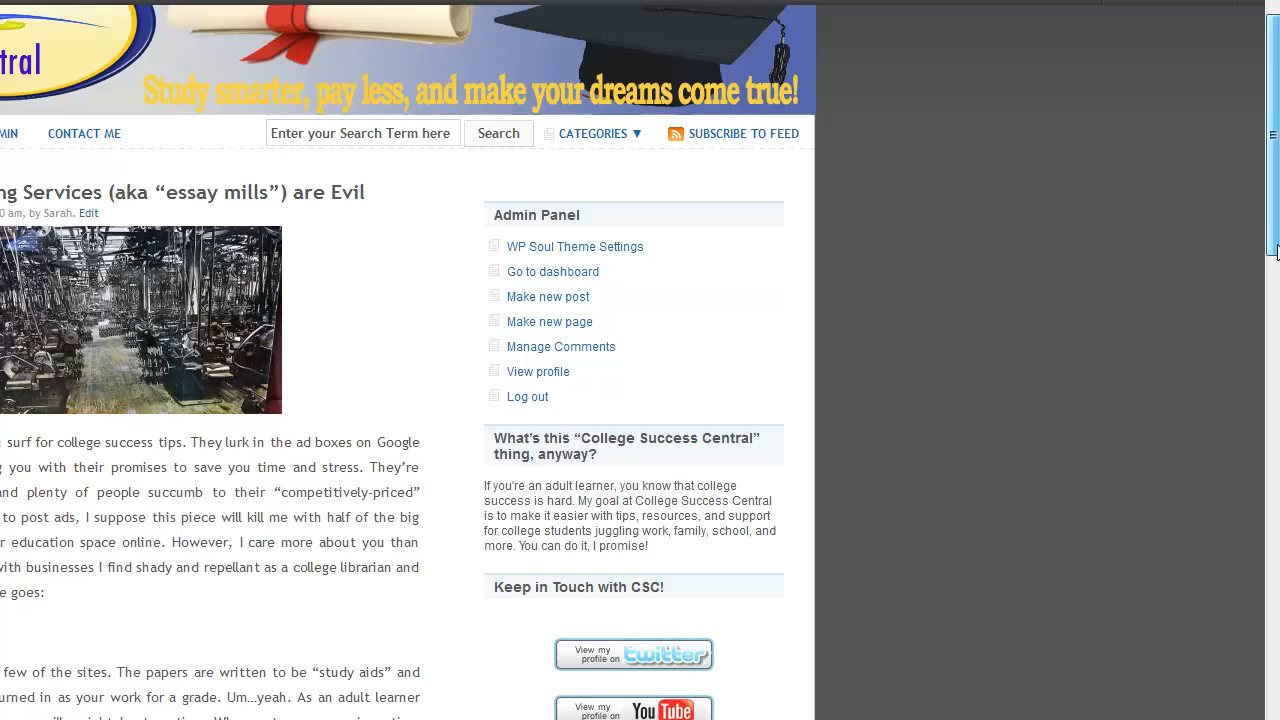 tral
Study smarter, pay less, and make your dreams come true!
MIN CONTACT ME Enter your Search Term here Search CATEGORIES ▼ SUBSCRIBE TO FEED
ng Services (aka “essay mills”) are Evil
0 am, by Sarah. Edit
surf for college success tips. They lurk in the ad boxes on Google
g you with their promises to save you time and stress. They’re
and plenty of people succumb to their “competitively-priced”
to post ads, I suppose this piece will kill me with half of the big
r education space online. However, I care more about you than
with businesses I find shady and repellant as a college librarian and
e goes:
few of the sites. The papers are written to be “study aids” and
urned in as your work for a grade. Um…yeah. As an adult learner
Admin Panel
WP Soul Theme Settings
Go to dashboard
Make new post
Make new page
Manage Comments
View profile
Log out
What’s this “College Success Central”
thing, anyway?
If you're an adult learner, you know that college
success is hard. My goal at College Success Central
is to make it easier with tips, resources, and support
for college students juggling work, family, school, and
more. You can do it, I promise!
Keep in Touch with CSC!
View my
profile on twitter
View my
profile on YouTube